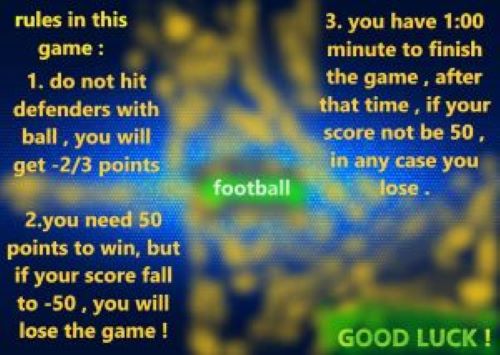 rules in this
game :
1. do not hit
defenders with
ball , you will
get -2/3 points
2.you need 50
points to win, but
if your score fall
to -50 , you will
lose the game !
football
3. you have 1:00
minute to finish
the game , after
that time , if your
score not be 50 ,
in any case you
lose .
GOOD LUCK !